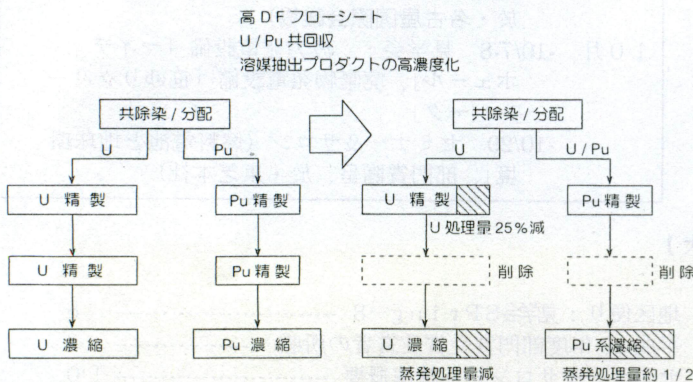 高DFフローシート
U/Pu共回収
溶媒抽出プロダクトの高濃度化
共除染/分配
U
Pu
U 精 製
Pu 精 製
U 精 製
Pu 精 製
U 濃 縮
Pu 濃 縮
共除染/分配
U/Pu
U 精 製
Pu 精 製
U 処理量25%減
削 除
削 除
U 濃 縮
Pu 系濃縮
蒸発処理量減
蒸発処理量約1/2